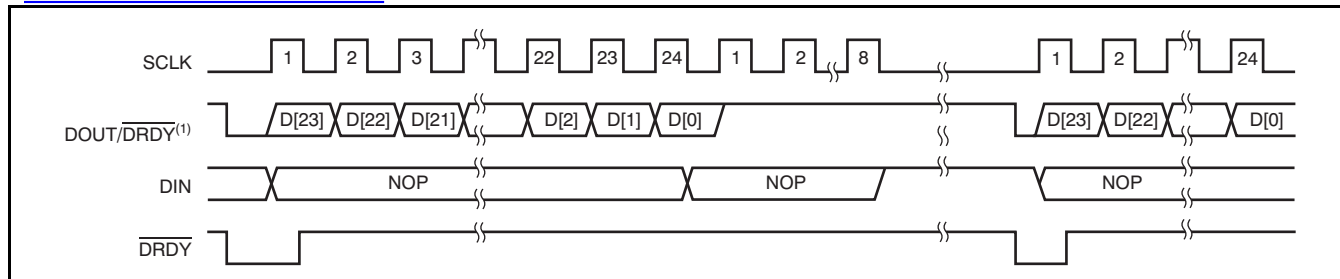 SCLK 1 2 3 22 23 24 1 2 8 1 2 24
DOUT/DRDY(1) D[23] D[22] D[21] D[2] D[1] D[0] D[23] D[22] D[0]
DIN NOP NOP NOP
DRDY